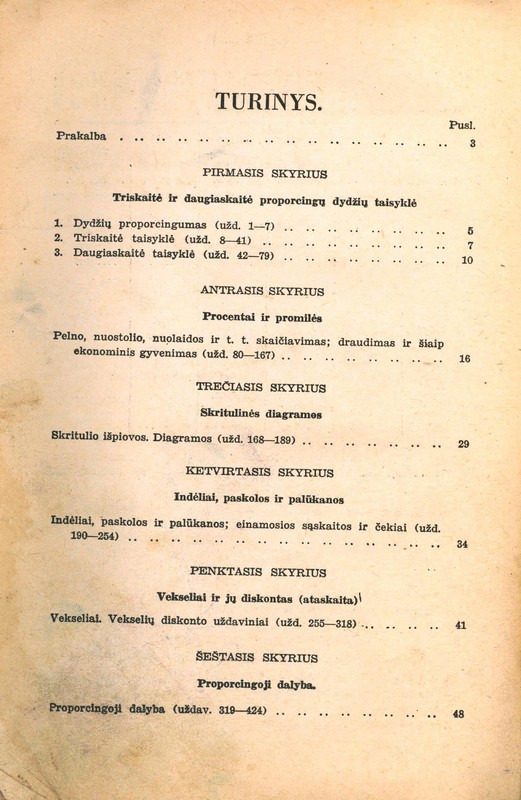 TURINYS.
Pusl.
Prakalba . .. .. .. .. .. .. .. .. .. .. .. .. 3
PIRMASIS SKYRIUS
Triskaitė ir daugiaskaitė proporcingų dydžių taisyklė
1. Dydžių proporcingumas (užd. 1—7) .. .. .. .. .. .. .. .. 5
2. Triskaitė taisyklė (užd. 8—41) .. .. .. .. .. .. .. .. .. 7
3. Daugiaskaitė taisyklė (užd. 42—79) .. .. .. .. .. .. .. .. 10
ANTRASIS SKYRIUS
Procentai ir promilės
Pelno, nuostolio, nuolaidos ir t. t. skaičiavimas; draudimas ir šiaip
ekonominis gyvenimas (užd. 80—167) .. .. .. .. .. .. .. .. 16
TREČIASIS SKYRIUS
Skritulinės diagramos
Skritulio išpiovos. Diagramos (užd. 168—189) .. .. .. .. .. .. .. 29
KETVIRTASIS SKYRIUS
Indėliai, paskolos ir palūkanos
Indėliai, paskolos ir palūkanos; einamosios sąskaitos ir čekiai (užd.
190—254) .. .. .. .. .. .. .. .. .. .. .. .. .. .. 34
PENKTASIS SKYRIUS
Vekseliai ir jų diskontas (ataskaita)
Vekseliai. Vekselių diskonto uždaviniai (užd. 255—318) .. .. .. .. 41
ŠEŠTASIS SKYRIUS
Proporcingoji dalyba.
Proporcingoji dalyba (uždav. 319—424) .. .. .. .. .. .. .. .. 48